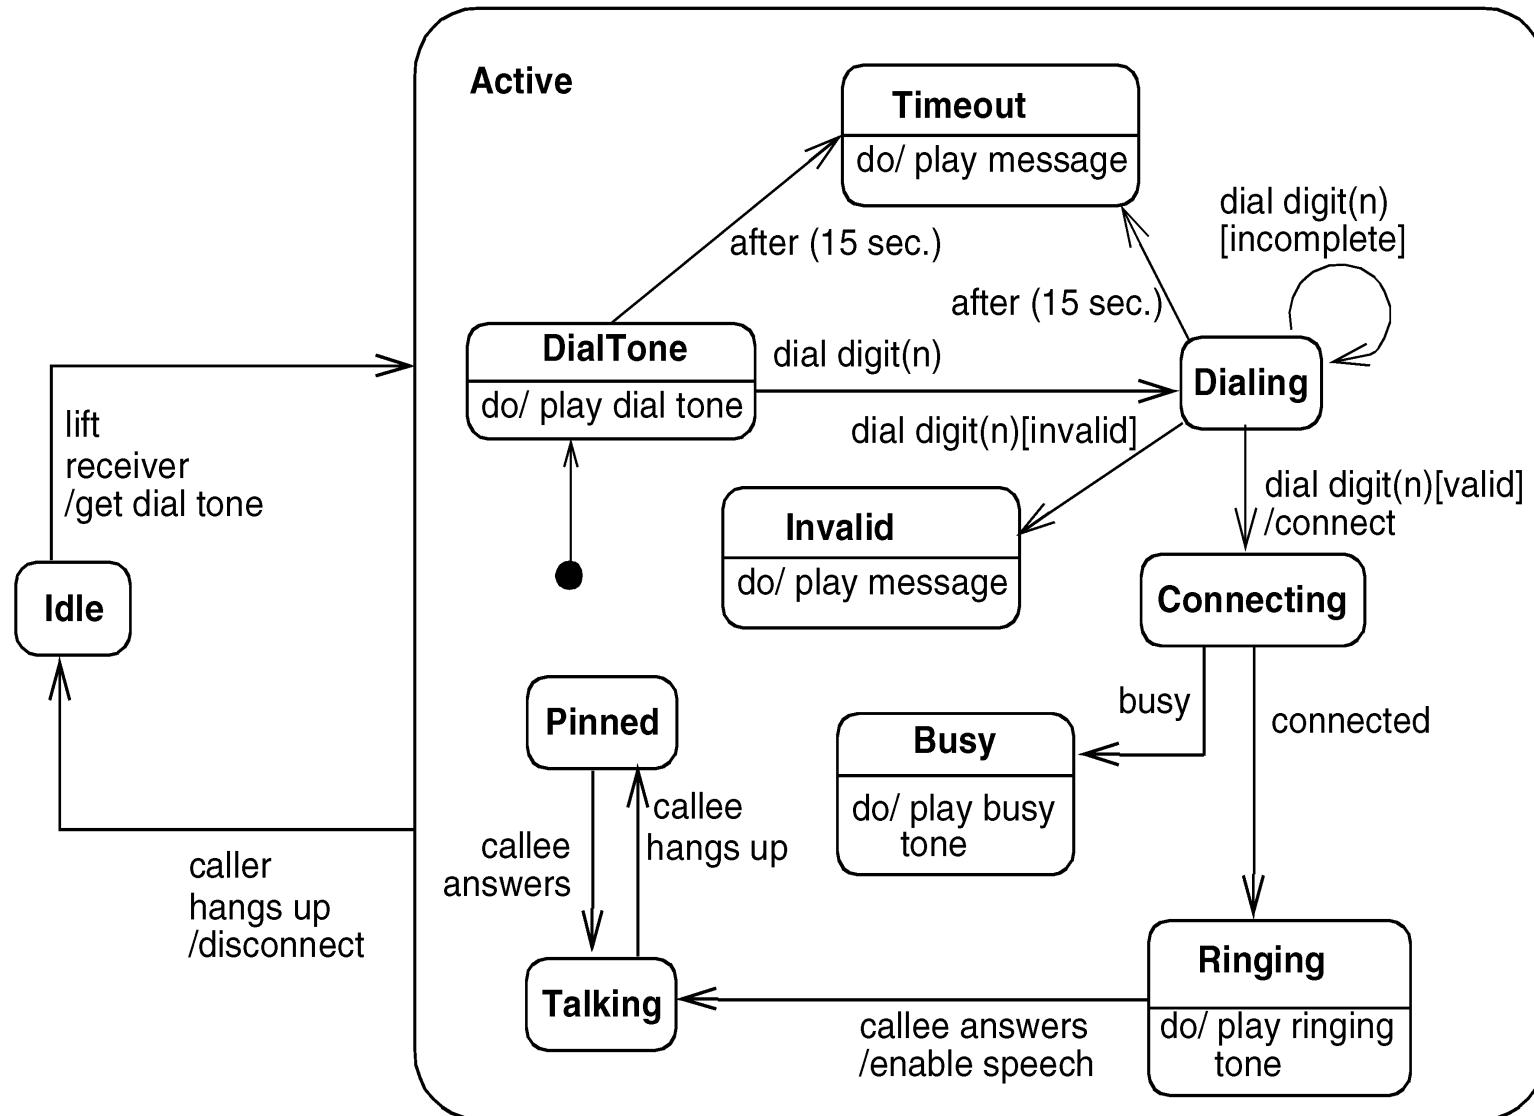 Active
Timeout
do/ play message
dial digit(n)
[incomplete]
after (15 sec.)
after (15 sec.)
DialTone
do/ play dial tone
dial digit(n)
Dialing
lift
receiver
/get dial tone
dial digit(n)[invalid]
dial digit(n)[valid]
/connect
Invalid
do/ play message
Idle
Connecting
Pinned
busy
connected
Busy
do/ play busy
tone
callee
hangs up
callee
answers
caller
hangs up
/disconnect
Talking
Ringing
do/ play ringing
tone
callee answers
/enable speech